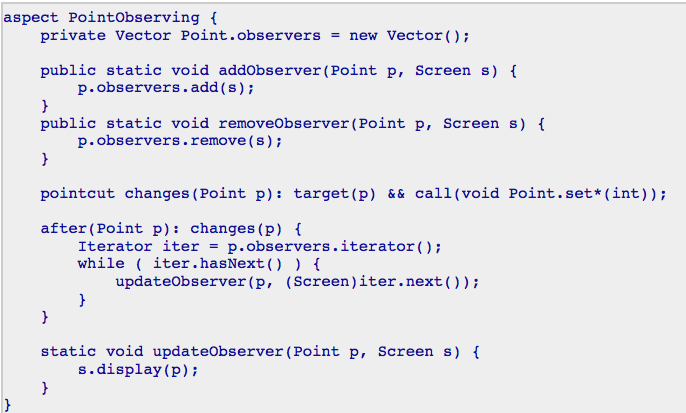 aspect PointObserving {
    private Vector Point.observers = new Vector();

    public static void addObserver(Point p, Screen s) {
        p.observers.add(s);
    }
    public static void removeObserver(Point p, Screen s) {
        p.observers.remove(s);
    }

    pointcut changes(Point p): target(p) && call(void Point.set*(int));

    after(Point p): changes(p) {
        Iterator iter = p.observers.iterator();
        while ( iter.hasNext() ) {
            updateObserver(p, (Screen)iter.next());
        }
    }

    static void updateObserver(Point p, Screen s) {
        s.display(p);
    }
}